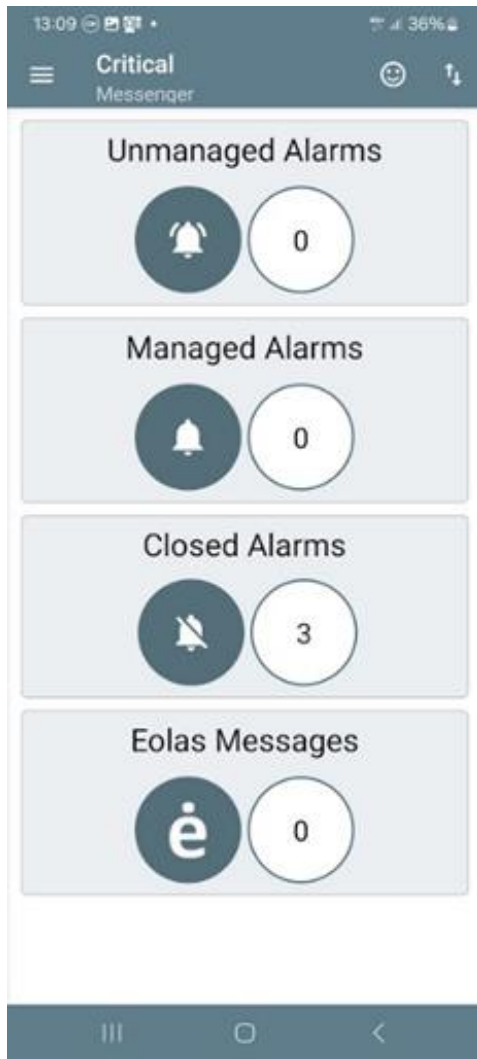 13:09
36%
Critical
Messenger
Unmanaged Alarms
0
Managed Alarms
0
Closed Alarms
3
Eolas Messages
ė
0